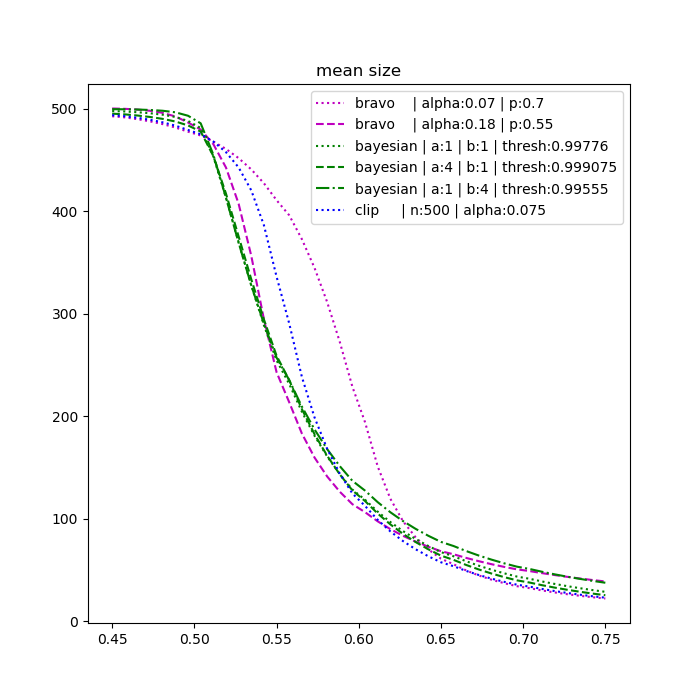 mean size
bravo | alpha:0.07 | p:0.7
bravo | alpha:0.18 | p:0.55
bayesian | a:1 | b:1 | thresh:0.99776
bayesian | a:4 | b:1 | thresh:0.999075
bayesian | a:1 | b:4 | thresh:0.99555
clip | n:500 | alpha:0.075
500
400
300
200
100
0
0.45 0.50 0.55 0.60 0.65 0.70 0.75